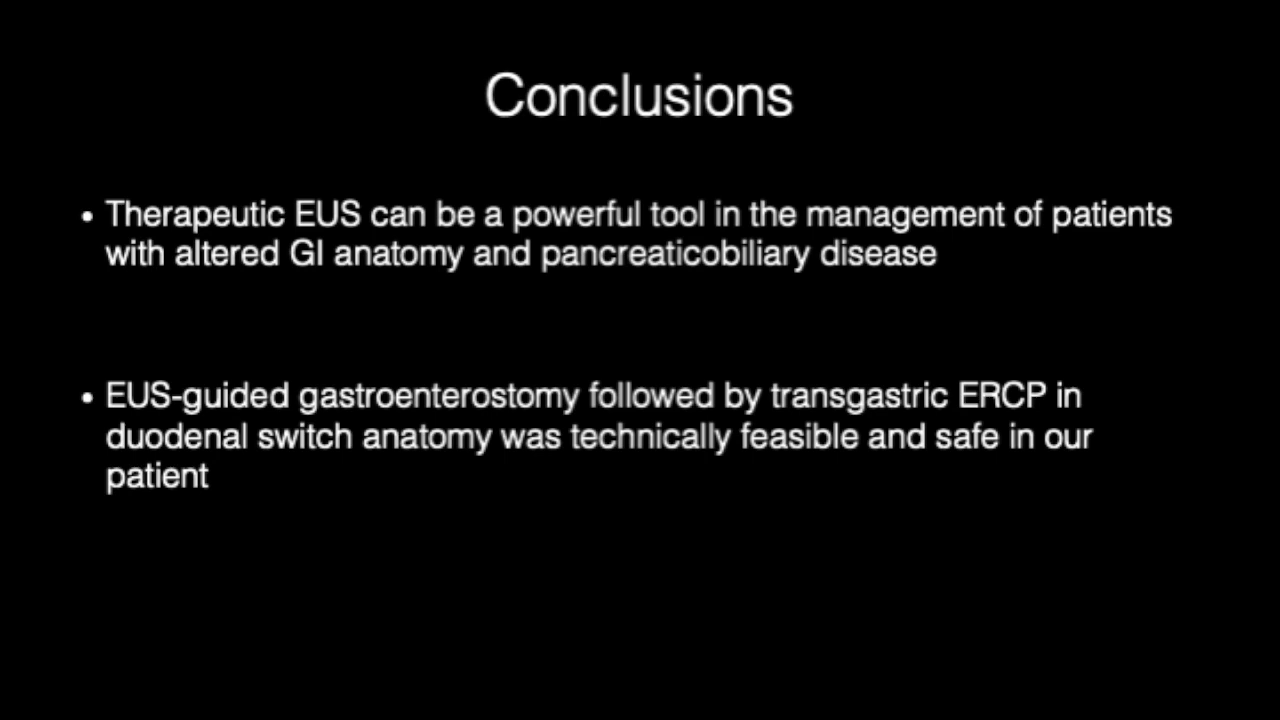 Conclusions
• Therapeutic EUS can be a powerful tool in the management of patients
with altered GI anatomy and pancreaticobiliary disease
• EUS-guided gastroenterostomy followed by transgastric ERCP in
duodenal switch anatomy was technically feasible and safe in our
patient